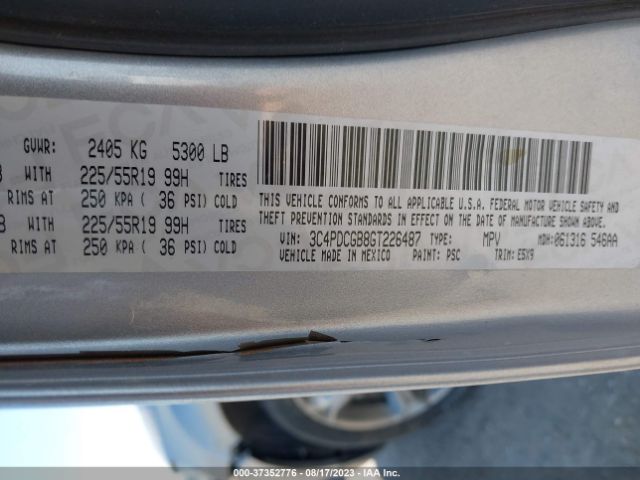 GVWR: 2405 KG 5300 LB
WITH 225/55R19 99H TIRES
RIMS AT 250 KPA ( 36 PSI) COLD
WITH 225/55R19 99H TIRES
RIMS AT 250 KPA ( 36 PSI) COLD
THIS VEHICLE CONFORMS TO ALL APPLICABLE U.S.A. FEDERAL MOTOR VEHICLE SAFETY AND
THEFT PREVENTION STANDARDS IN EFFECT ON THE DATE OF MANUFACTURE SHOWN ABOVE.
VIN: 3C4PDCGB8GT226487 TYPE: MPV MDH: 061316 546AA
VEHICLE MADE IN MEXICO PAINT: PSC TRIM: E5X9
000-37352776 - 08/17/2023 - IAA Inc.